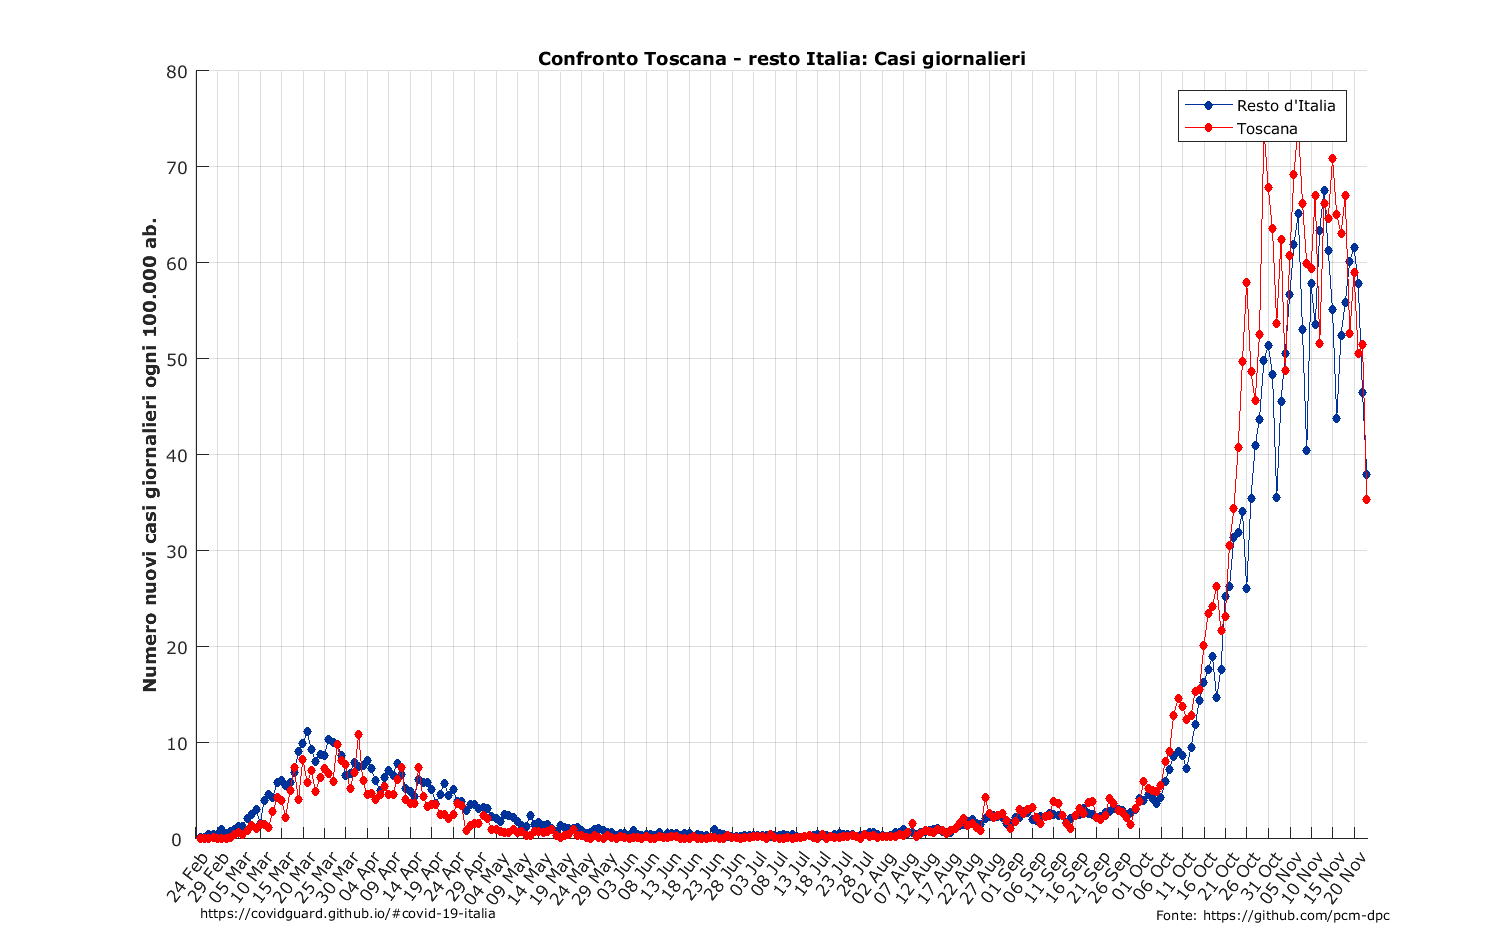 Confronto Toscana - resto Italia: Casi giornalieri
Resto d'Italia
Toscana
Numero nuovi casi giornalieri ogni 100.000 ab.
80
70
60
50
40
30
20
10
0
24 Feb
29 Feb
05 Mar
10 Mar
15 Mar
20 Mar
25 Mar
30 Mar
04 Apr
09 Apr
14 Apr
19 Apr
24 Apr
29 Apr
04 May
09 May
14 May
19 May
24 May
29 May
03 Jun
08 Jun
13 Jun
18 Jun
23 Jun
28 Jun
03 Jul
08 Jul
13 Jul
18 Jul
23 Jul
28 Jul
02 Aug
07 Aug
12 Aug
17 Aug
22 Aug
27 Aug
01 Sep
06 Sep
11 Sep
16 Sep
21 Sep
26 Sep
01 Oct
06 Oct
11 Oct
16 Oct
21 Oct
26 Oct
31 Oct
05 Nov
10 Nov
15 Nov
20 Nov
https://covidguard.github.io/#covid-19-italia
Fonte: https://github.com/pcm-dpc